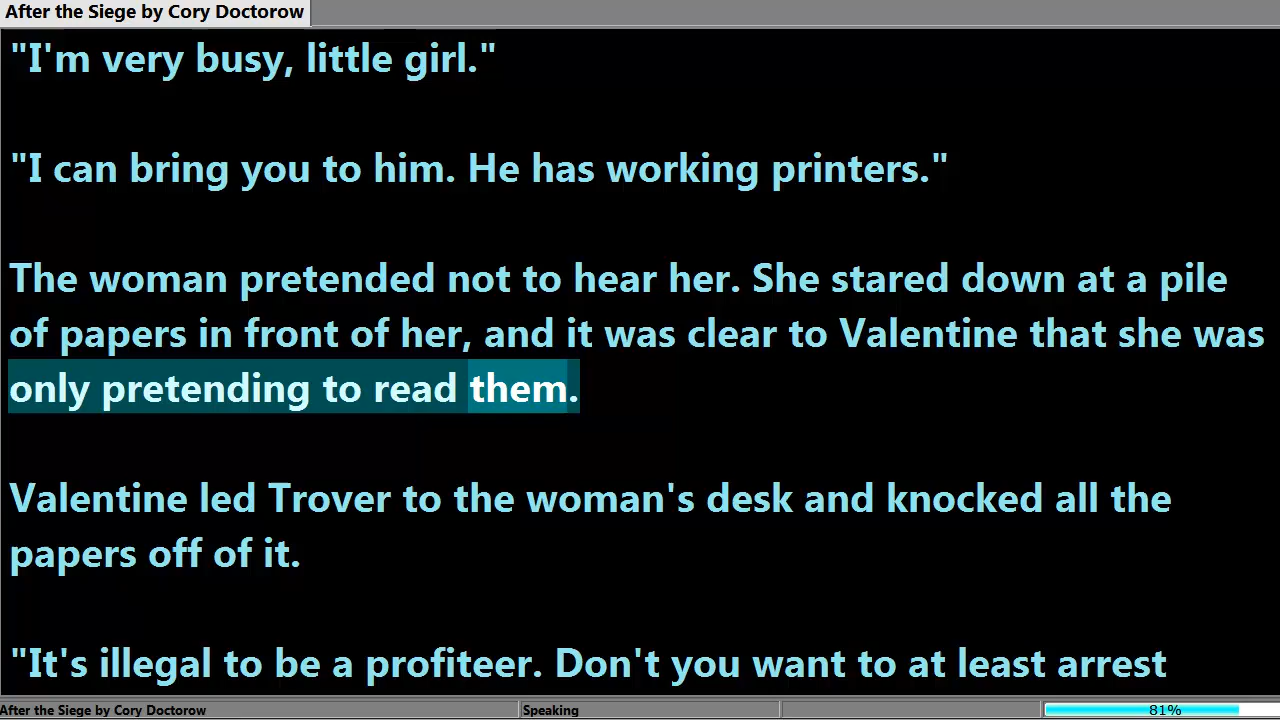 After the Siege by Cory Doctorow
"I'm very busy, little girl."
"I can bring you to him. He has working printers."
The woman pretended not to hear her. She stared down at a pile
of papers in front of her, and it was clear to Valentine that she was
only pretending to read them.
Valentine led Trover to the woman's desk and knocked all the
papers off of it.
"It's illegal to be a profiteer. Don't you want to at least arrest
After the Siege by Cory Doctorow
Speaking
81%